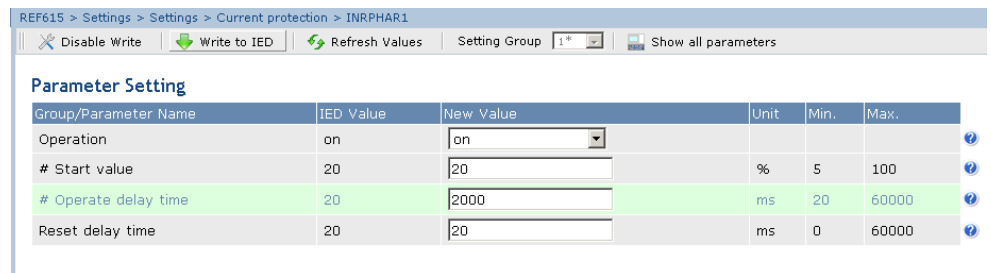 REF615 > Settings > Settings > Current protection > INRPHAR1
Disable Write Write to IED Refresh Values Setting Group 1* Show all parameters
Parameter Setting
Group/Parameter Name IED Value New Value Unit Min. Max.
Operation on on
# Start value 20 20 % 5 100
# Operate delay time 20 2000 ms 20 60000
Reset delay time 20 20 ms 0 60000